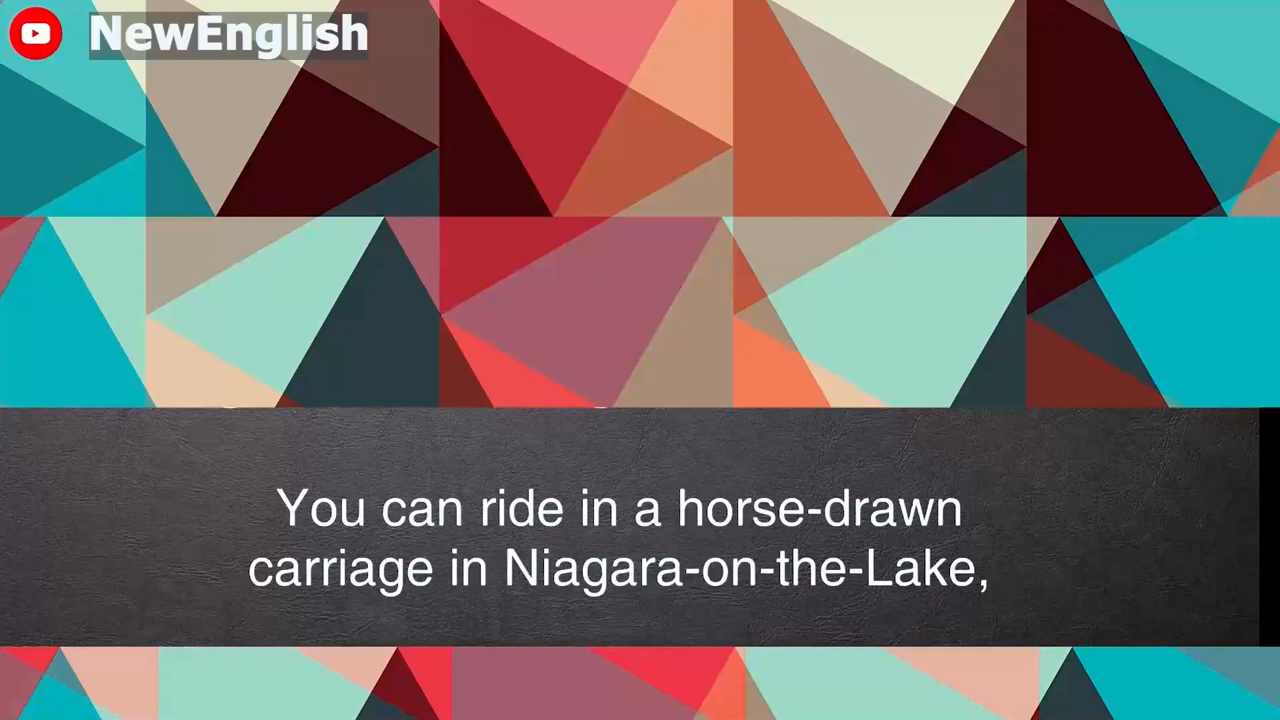 NewEnglish
You can ride in a horse-drawn
carriage in Niagara-on-the-Lake,